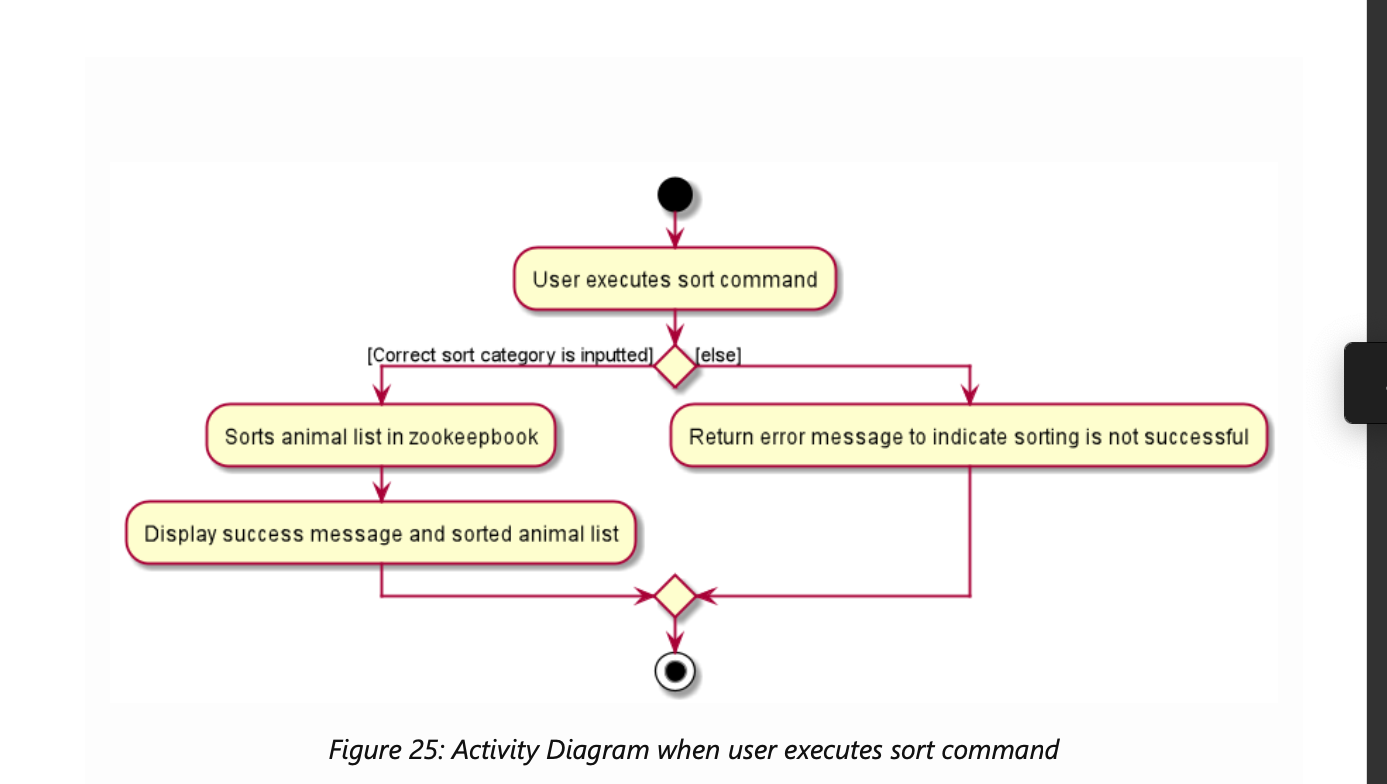 User executes sort command
[Correct sort category is inputted]
[else]
Sorts animal list in zookeepbook
Return error message to indicate sorting is not successful
Display success message and sorted animal list
Figure 25: Activity Diagram when user executes sort command